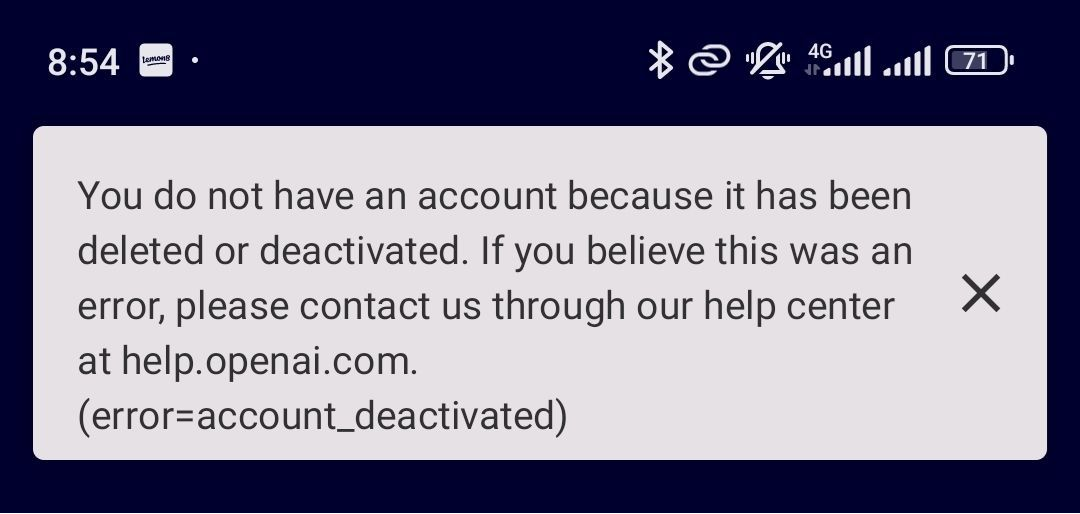 8:54 Lemon8 4G 71
You do not have an account because it has been
deleted or deactivated. If you believe this was an
error, please contact us through our help center
at help.openai.com.
(error=account_deactivated)